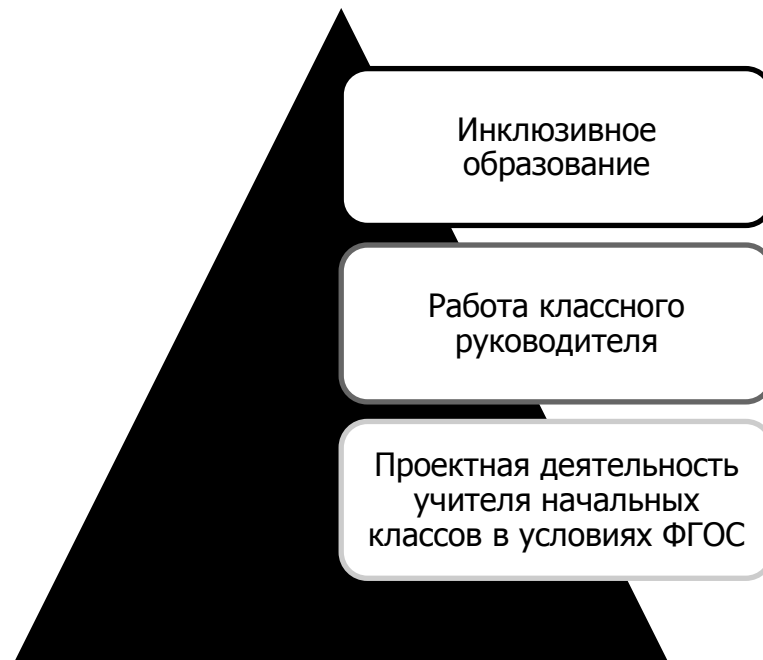 Инклюзивное
образование
Работа классного
руководителя
Проектная деятельность
учителя начальных
классов в условиях ФГОС